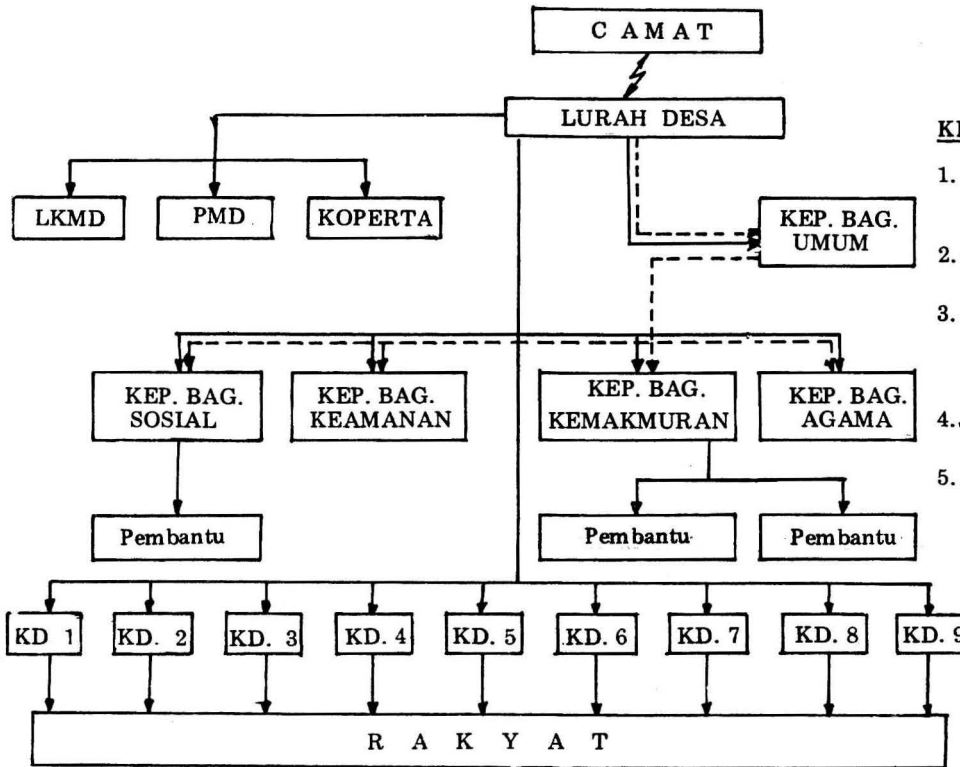 C A M A T
LURAH DESA
LKMD
PMD
KOPERTA
KEP. BAG.
UMUM
1.
2.
3.
4.
5.
KEP. BAG.
SOSIAL
KEP. BAG.
KEAMANAN
KEP. BAG.
KEMAKMURAN
KEP. BAG.
AGAMA
Pembantu
Pembantu
Pembantu
KD 1
KD. 2
KD. 3
KD. 4
KD. 5
KD. 6
KD. 7
KD. 8
KD. 9
R A K Y A T